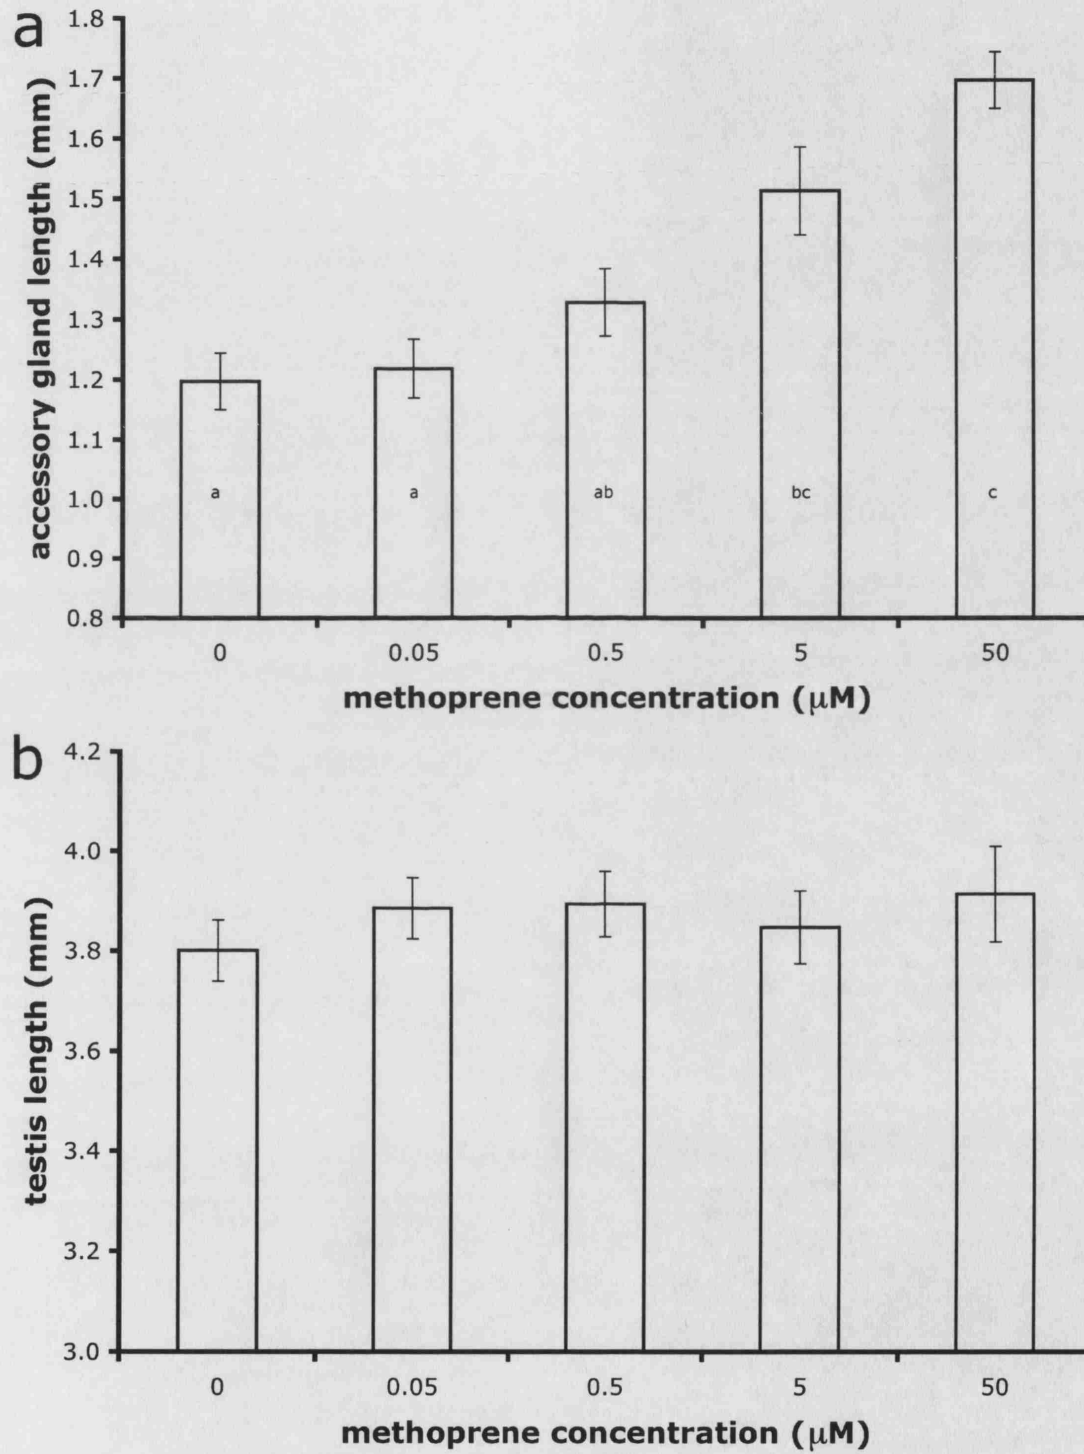 a
accessory gland length (mm)
1.8
1.7
1.6
1.5
1.4
1.3
1.2
1.1
1.0
0.9
0.8
a a ab bc c
0 0.05 0.5 5 50
methoprene concentration (μM)
b
testis length (mm)
4.2
4.0
3.8
3.6
3.4
3.2
3.0
0 0.05 0.5 5 50
methoprene concentration (μM)